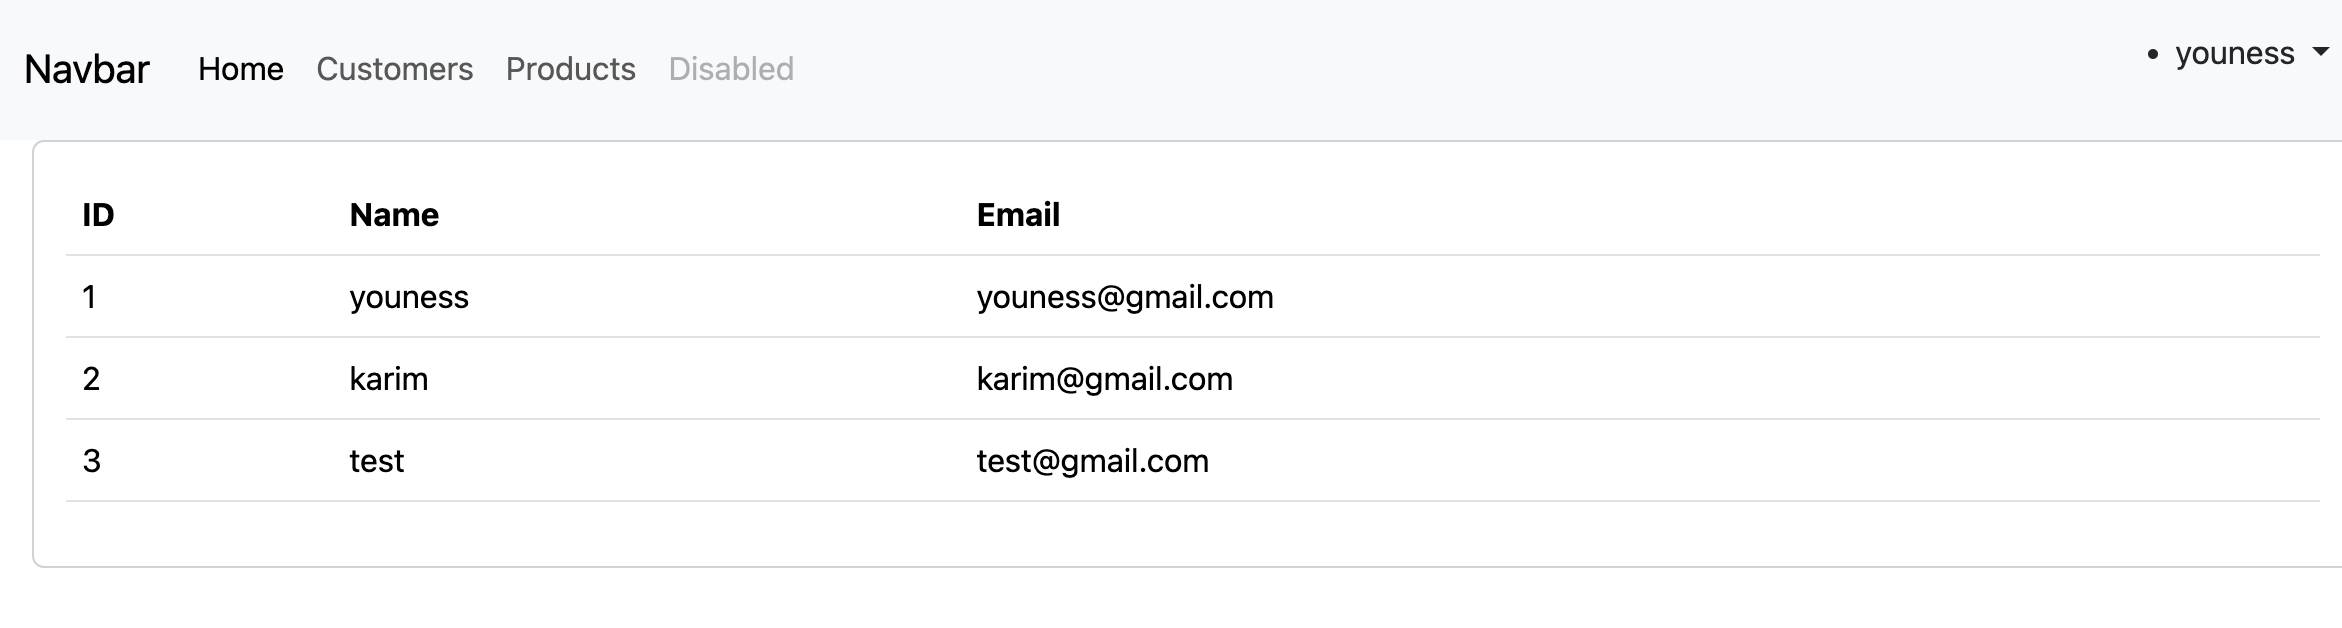 Navbar Home Customers Products Disabled • youness
ID Name Email
1 youness youness@gmail.com
2 karim karim@gmail.com
3 test test@gmail.com